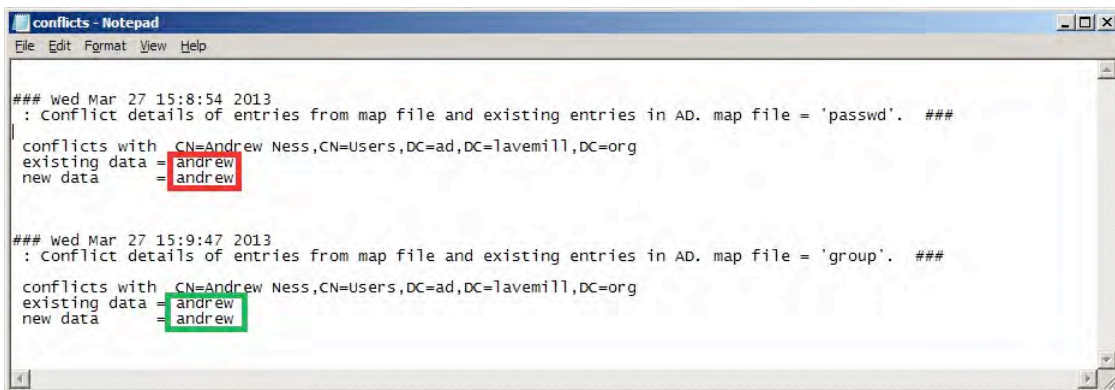 conflicts - Notepad
File Edit Format View Help
### Wed Mar 27 15:8:54 2013
: Conflict details of entries from map file and existing entries in AD. map file = 'passwd'. ###
conflicts with CN=Andrew Ness,CN=Users,DC=ad,DC=lavemill,DC=org
existing data = andrew
new data = andrew
### Wed Mar 27 15:9:47 2013
: Conflict details of entries from map file and existing entries in AD. map file = 'group'. ###
conflicts with CN=Andrew Ness,CN=Users,DC=ad,DC=lavemill,DC=org
existing data = andrew
new data = andrew